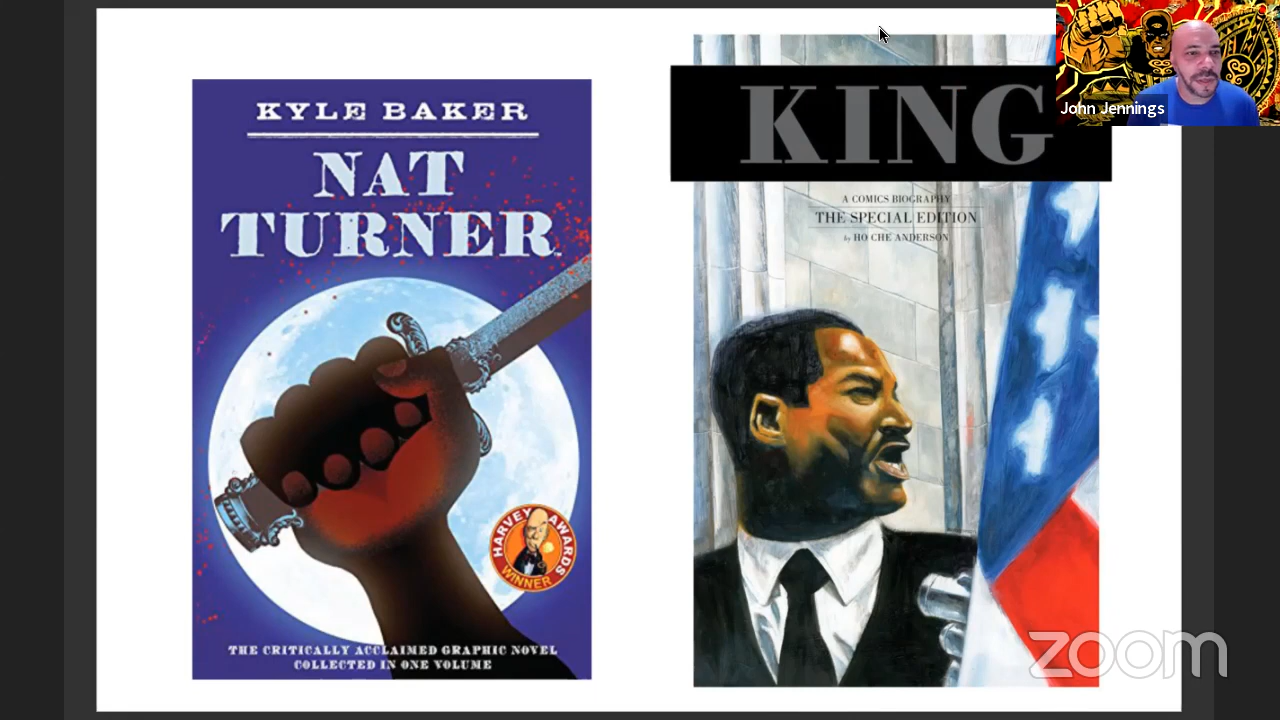 KYLE BAKER
NAT
TURNER
HARVEY AWARDS
WINNER
THE CRITICALLY ACCLAIMED GRAPHIC NOVEL
COLLECTED IN ONE VOLUME
KING
A COMICS BIOGRAPHY
THE SPECIAL EDITION
by HO CHE ANDERSON
John Jennings
zoom